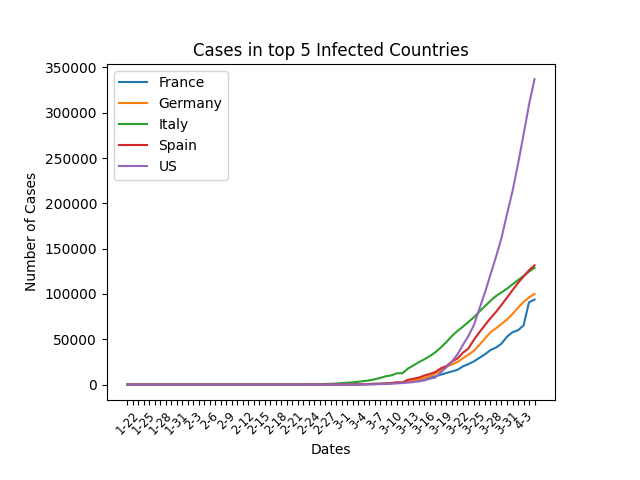 Cases in top 5 Infected Countries
350000
300000
250000
200000
150000
100000
50000
0
Number of Cases
France
Germany
Italy
Spain
US
1-22 1-25 1-28 1-31 2-3 2-6 2-9 2-12 2-15 2-18 2-21 2-24 2-27 3-1 3-4 3-7 3-10 3-13 3-16 3-19 3-22 3-25 3-28 3-31 4-3
Dates